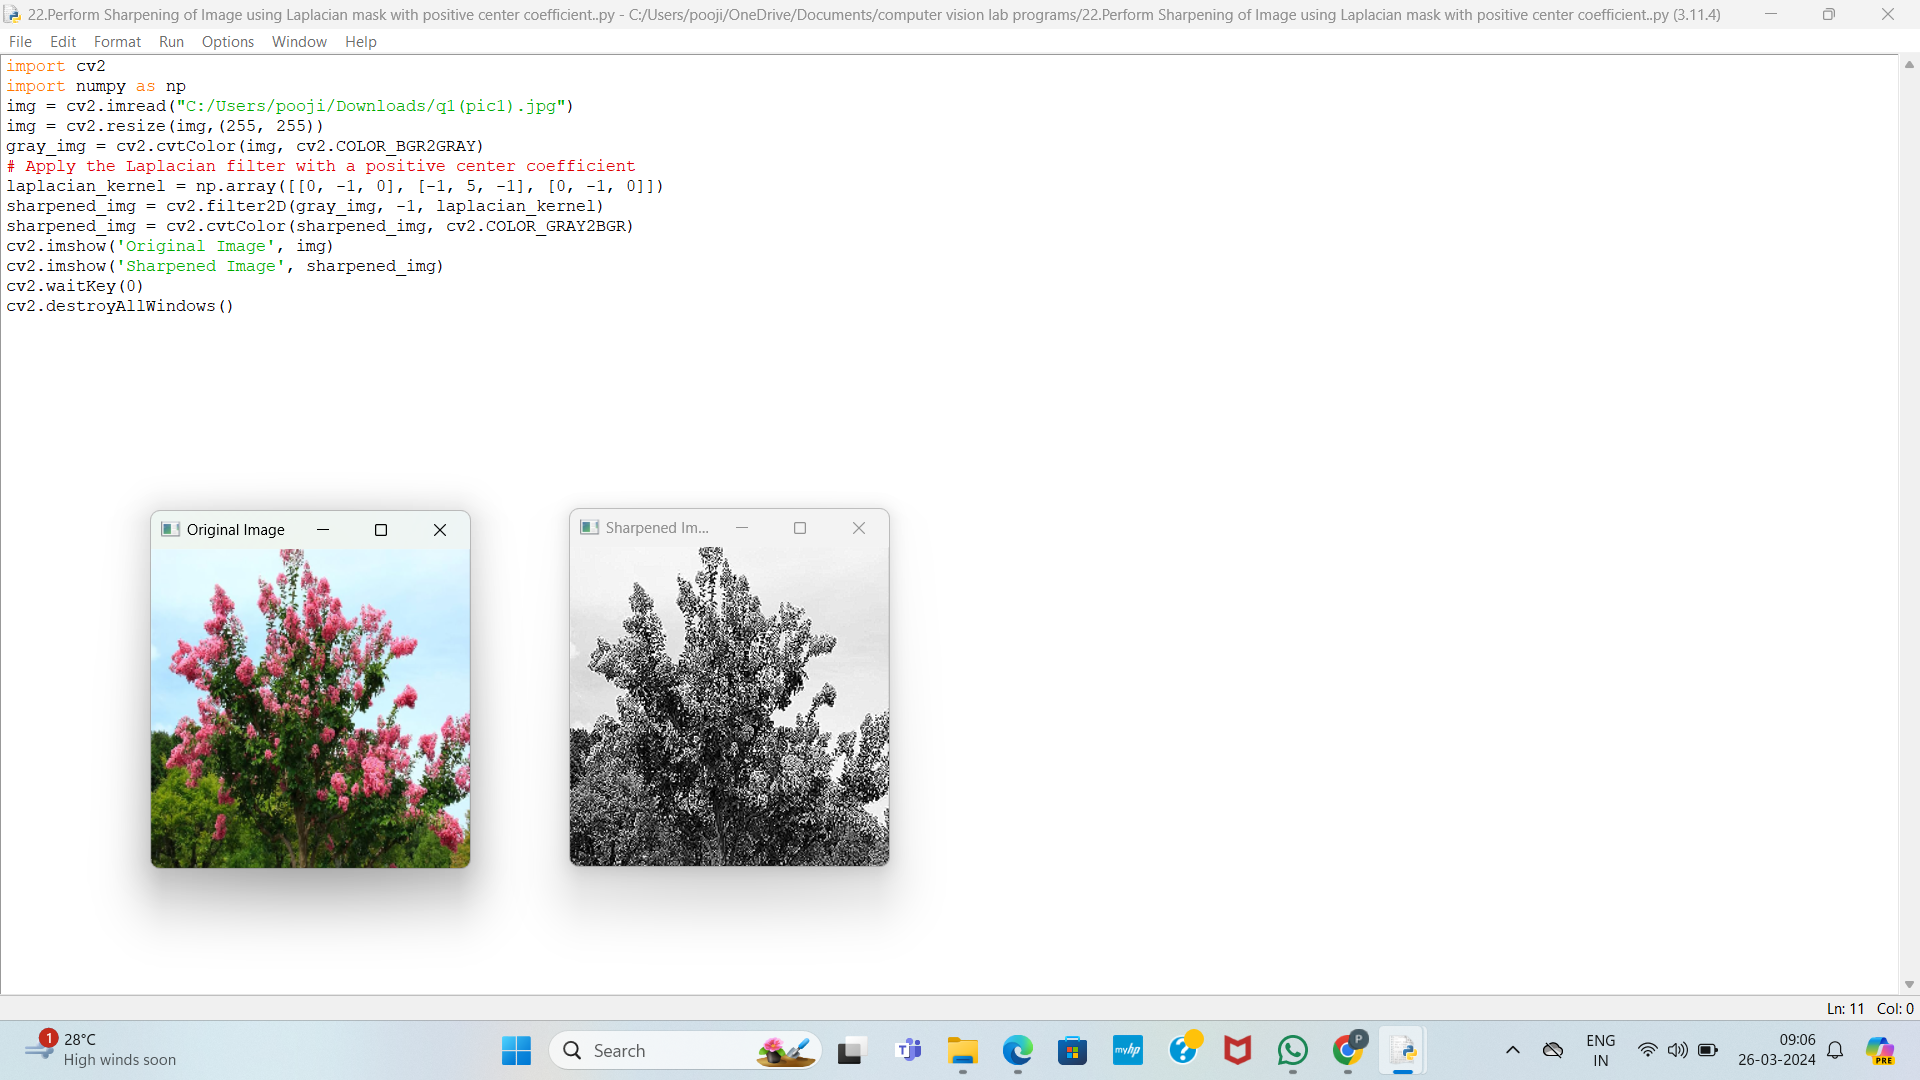 22.Perform Sharpening of Image using Laplacian mask with positive center coefficient..py - C:/Users/pooji/OneDrive/Documents/computer vision lab programs/22.Perform Sharpening of Image using Laplacian mask with positive center coefficient..py (3.11.4)
File Edit Format Run Options Window Help
import cv2
import numpy as np
img = cv2.imread("C:/Users/pooji/Downloads/q1(pic1).jpg")
img = cv2.resize(img,(255, 255))
gray_img = cv2.cvtColor(img, cv2.COLOR_BGR2GRAY)
# Apply the Laplacian filter with a positive center coefficient
laplacian_kernel = np.array([[0, -1, 0], [-1, 5, -1], [0, -1, 0]])
sharpened_img = cv2.filter2D(gray_img, -1, laplacian_kernel)
sharpened_img = cv2.cvtColor(sharpened_img, cv2.COLOR_GRAY2BGR)
cv2.imshow('Original Image', img)
cv2.imshow('Sharpened Image', sharpened_img)
cv2.waitKey(0)
cv2.destroyAllWindows()
Original Image
Sharpened Im...
Ln: 11 Col: 0
1
28°C
High winds soon
Search
T
myhp
?
P
ENG
IN
09:06
26-03-2024
PRE